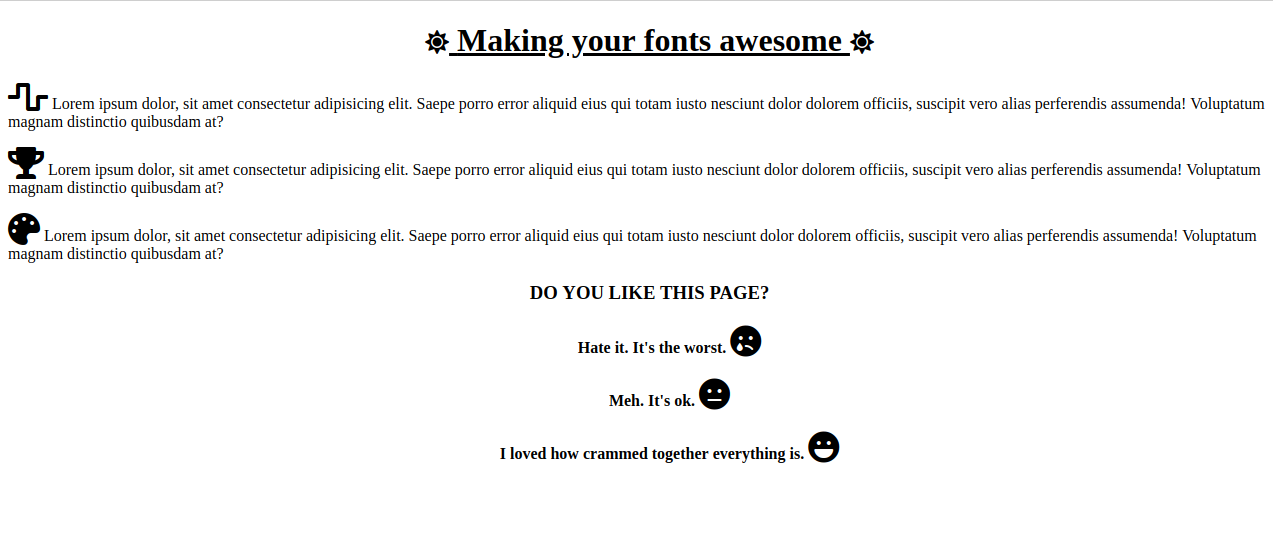 Making your fonts awesome
Lorem ipsum dolor, sit amet consectetur adipisicing elit. Saepe porro error aliquid eius qui totam iusto nesciunt dolor dolorem officiis, suscipit vero alias perferendis assumenda! Voluptatum
magnam distinctio quibusdam at?
Lorem ipsum dolor, sit amet consectetur adipisicing elit. Saepe porro error aliquid eius qui totam iusto nesciunt dolor dolorem officiis, suscipit vero alias perferendis assumenda! Voluptatum
magnam distinctio quibusdam at?
Lorem ipsum dolor, sit amet consectetur adipisicing elit. Saepe porro error aliquid eius qui totam iusto nesciunt dolor dolorem officiis, suscipit vero alias perferendis assumenda! Voluptatum
magnam distinctio quibusdam at?
DO YOU LIKE THIS PAGE?
Hate it. It's the worst.
Meh. It's ok.
I loved how crammed together everything is.